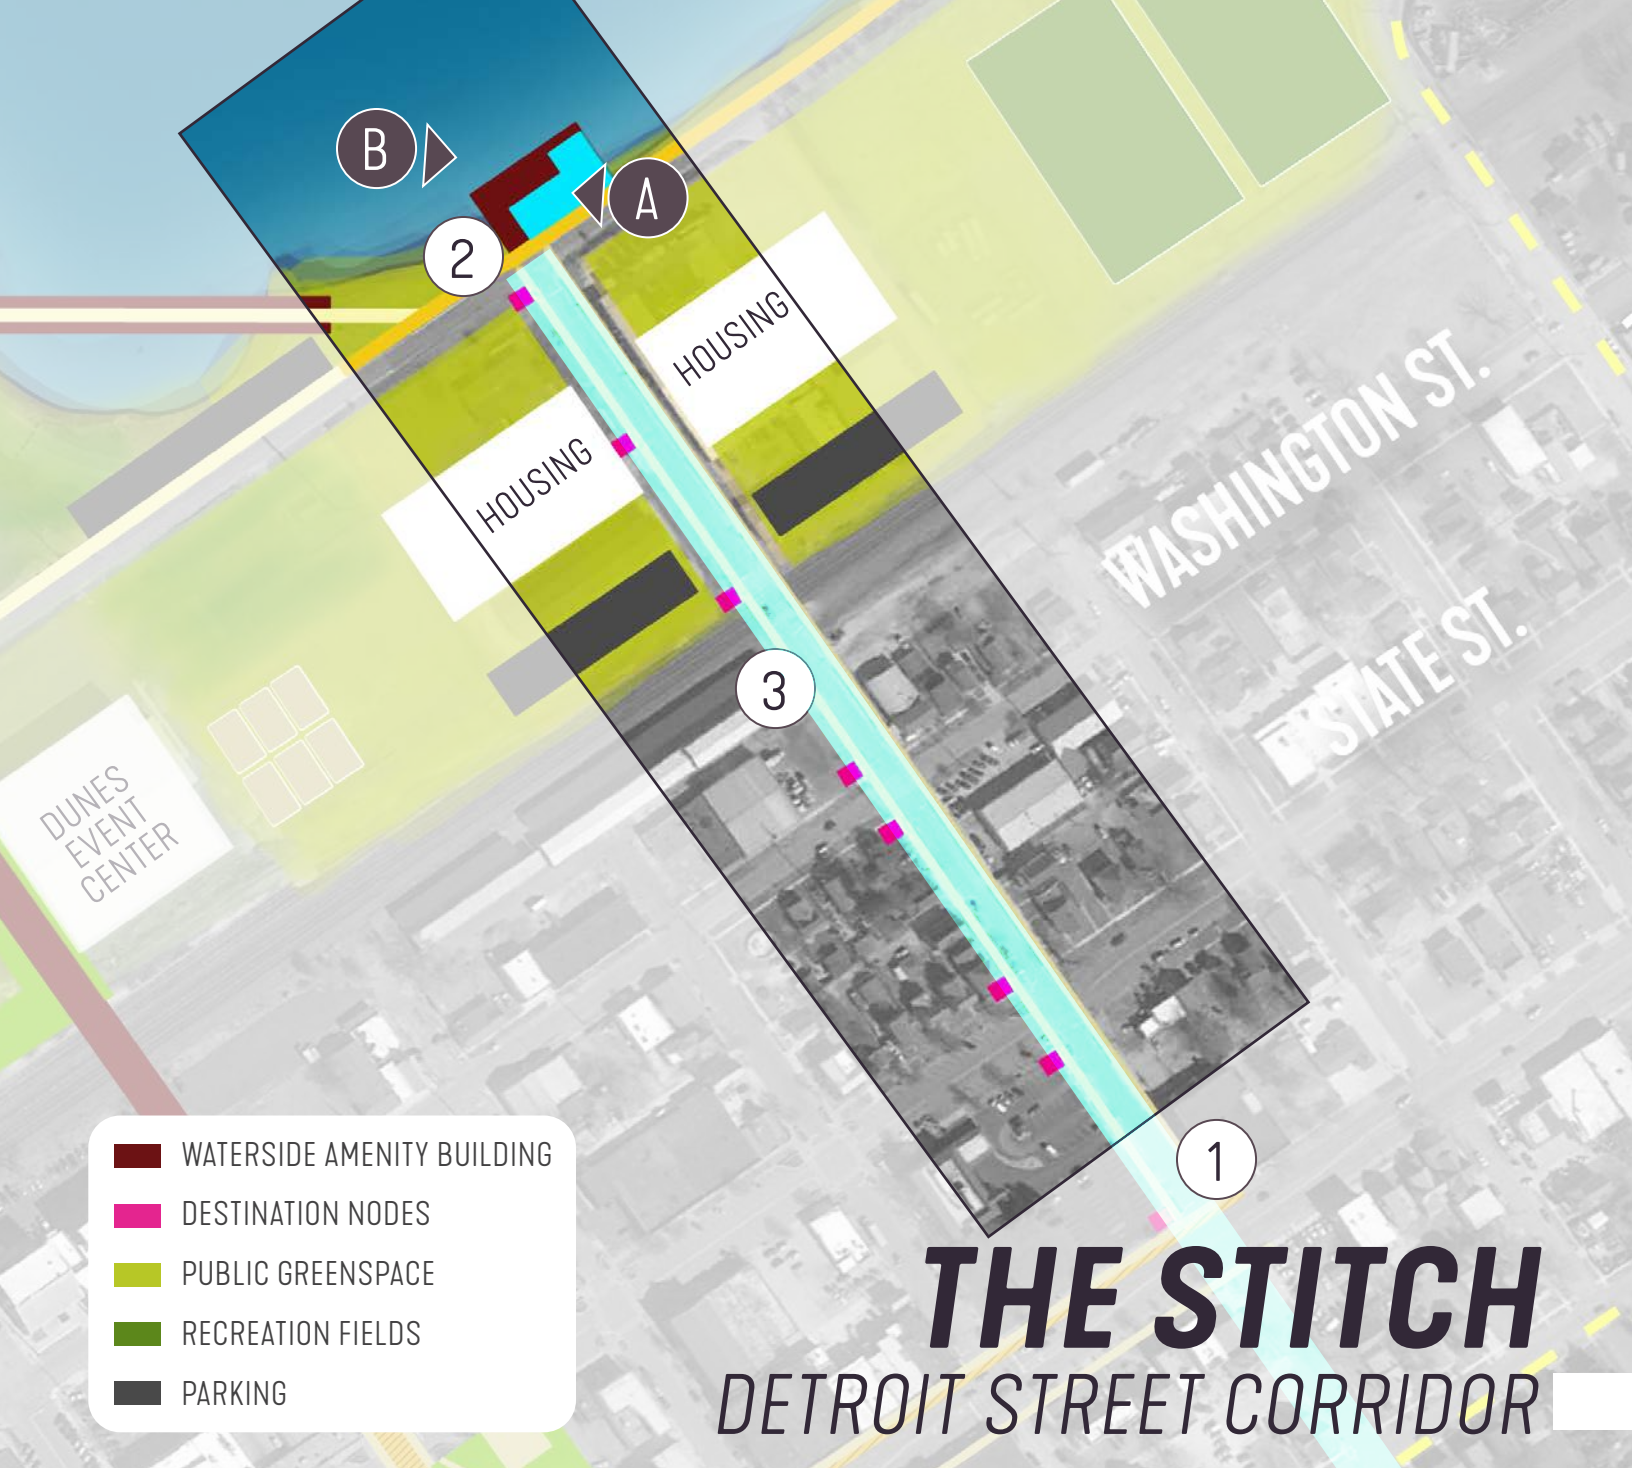 B
A
2
HOUSING
HOUSING
WASHINGTON ST.
STATE ST.
3
DUNES
EVENT
CENTER
1
WATERSIDE AMENITY BUILDING
DESTINATION NODES
PUBLIC GREENSPACE
RECREATION FIELDS
PARKING
THE STITCH
DETROIT STREET CORRIDOR